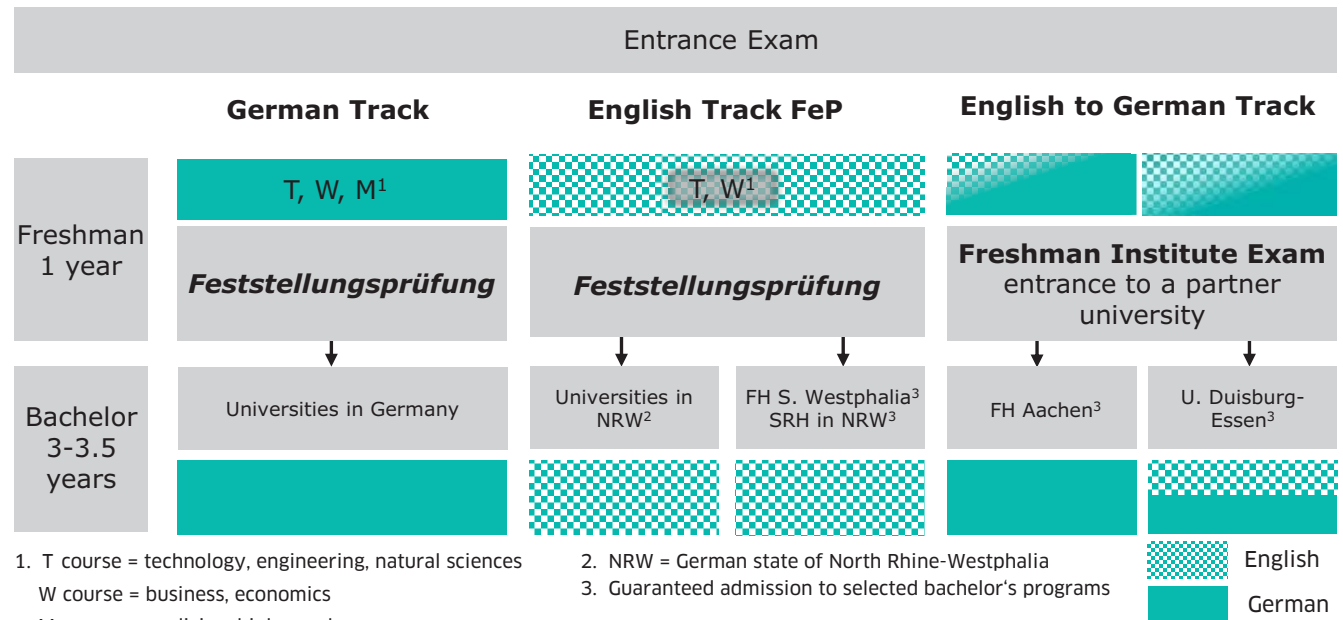 Entrance Exam
German Track
English Track FeP
English to German Track
Freshman
1 year
T, W, M¹
T, W¹
Feststellungsprüfung
Feststellungsprüfung
Freshman Institute Exam
entrance to a partner
university
Bachelor
3-3.5
years
Universities in Germany
Universities in
NRW²
FH S. Westphalia³
SRH in NRW³
FH Aachen³
U. Duisburg-
Essen³
1. T course = technology, engineering, natural sciences
W course = business, economics
2. NRW = German state of North Rhine-Westphalia
3. Guaranteed admission to selected bachelor‘s programs
English
German